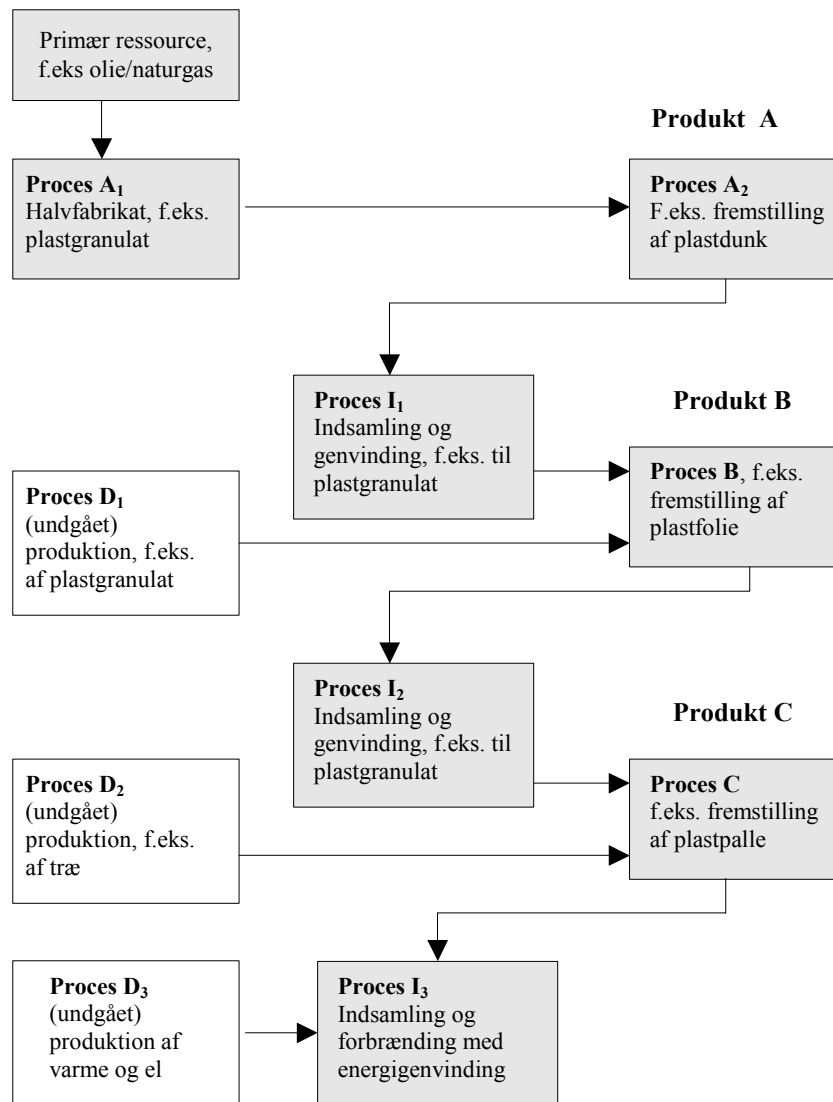 Primær ressource,
f.eks olie/naturgas
Produkt A
Proces A₁
Halvfabrikat, f.eks.
plastgranulat
Proces A₂
F.eks. fremstilling
af plastdunk
Proces I₁
Indsamling og
genvinding, f.eks. til
plastgranulat
Produkt B
Proces B, f.eks.
fremstilling af
plastfolie
Proces D₁
(undgået)
produktion, f.eks.
af plastgranulat
Proces I₂
Indsamling og
genvinding, f.eks. til
plastgranulat
Produkt C
Proces C
f.eks. fremstilling
af plastpalle
Proces D₂
(undgået)
produktion, f.eks.
af træ
Proces D₃
(undgået)
produktion af
varme og el
Proces I₃
Indsamling og
forbrænding med
energigenvinding